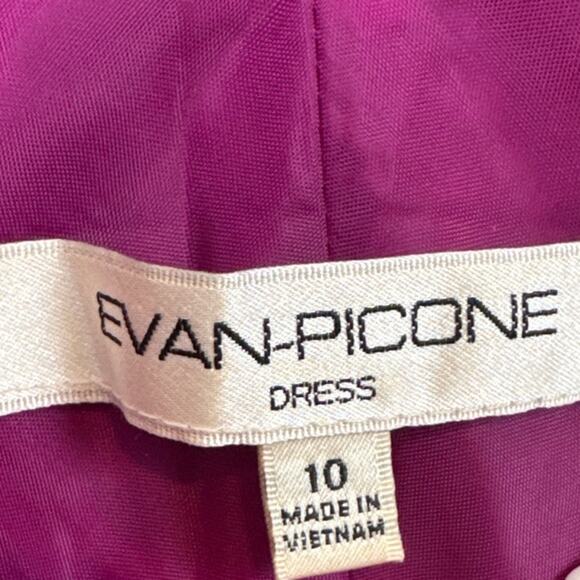 EVAN-PICONE
DRESS
10
MADE IN
VIETNAM